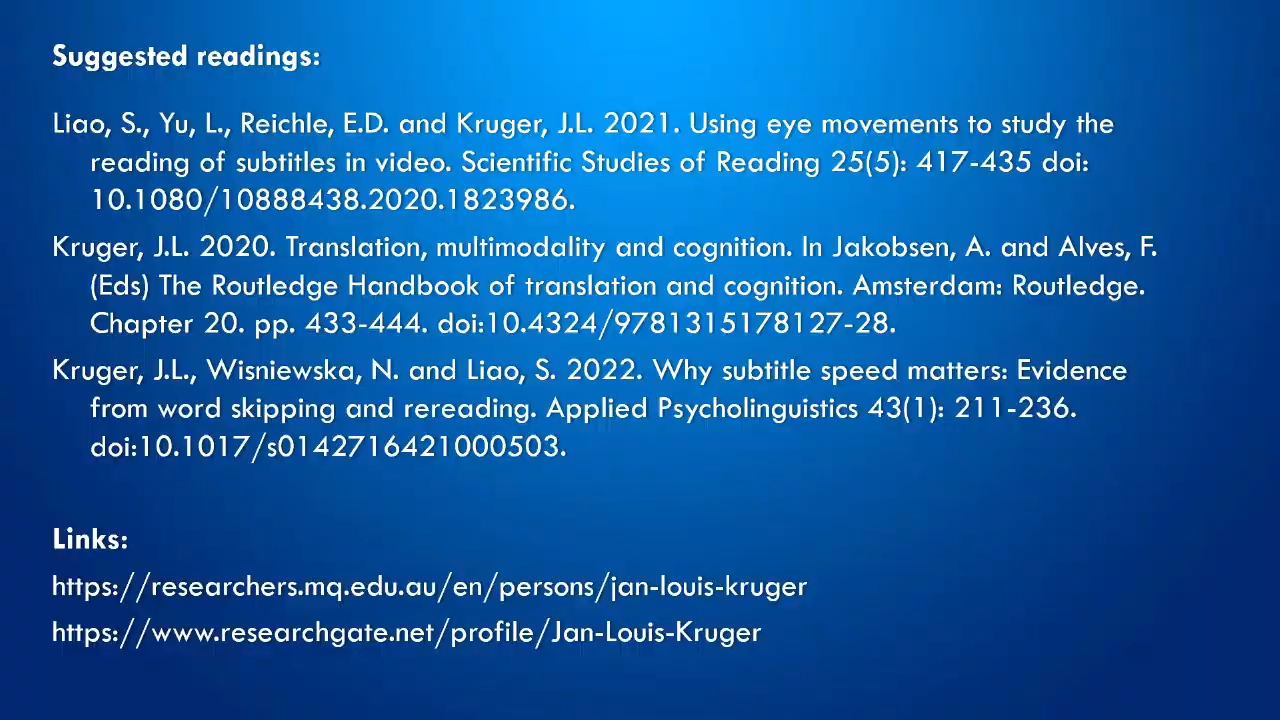 Suggested readings:
Liao, S., Yu, L., Reichle, E.D. and Kruger, J.L. 2021. Using eye movements to study the
reading of subtitles in video. Scientific Studies of Reading 25(5): 417-435 doi:
10.1080/10888438.2020.1823986.
Kruger, J.L. 2020. Translation, multimodality and cognition. In Jakobsen, A. and Alves, F.
(Eds) The Routledge Handbook of translation and cognition. Amsterdam: Routledge.
Chapter 20. pp. 433-444. doi:10.4324/9781315178127-28.
Kruger, J.L., Wisniewska, N. and Liao, S. 2022. Why subtitle speed matters: Evidence
from word skipping and rereading. Applied Psycholinguistics 43(1): 211-236.
doi:10.1017/s0142716421000503.
Links:
https://researchers.mq.edu.au/en/persons/jan-louis-kruger
https://www.researchgate.net/profile/Jan-Louis-Kruger